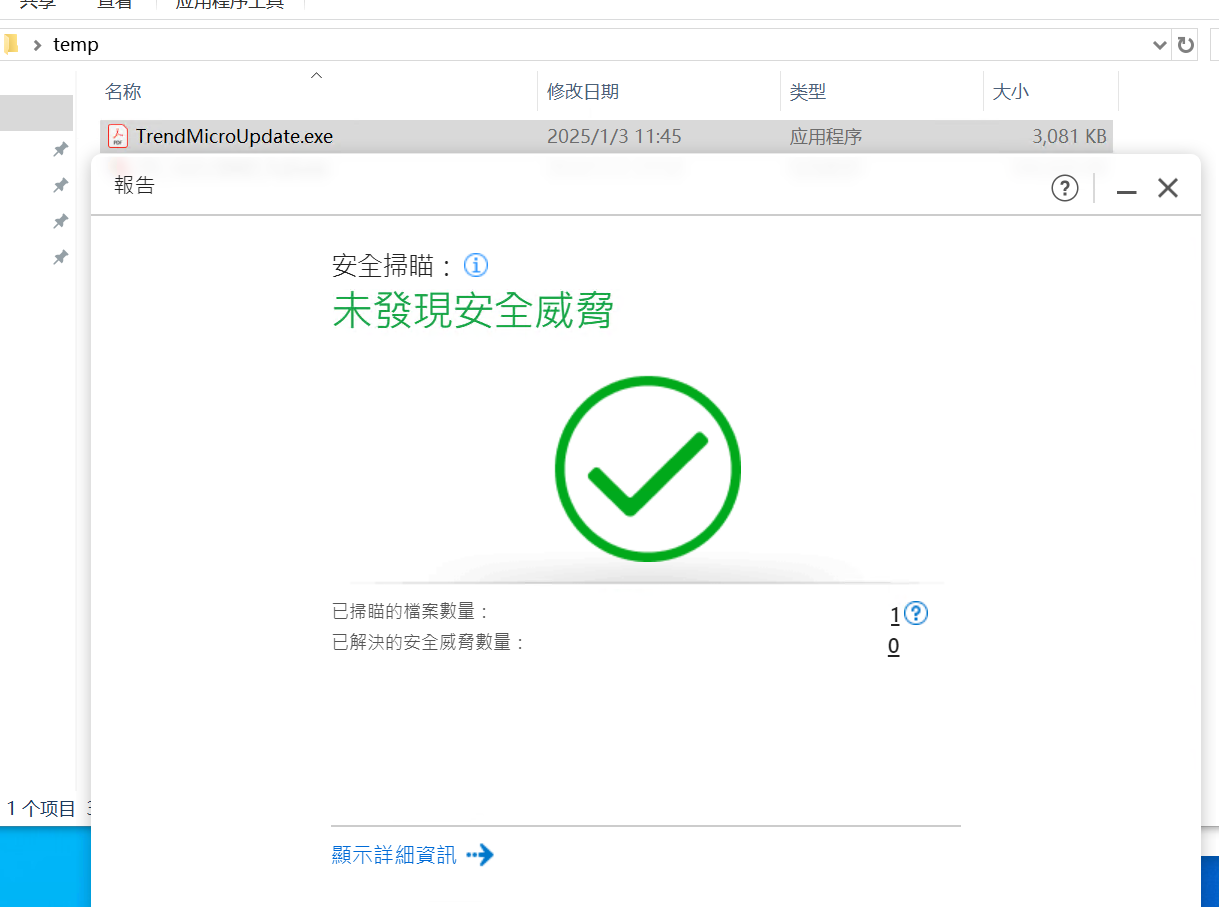 共享 查看 应用程序工具
temp
名称 修改日期 类型 大小
PDF TrendMicroUpdate.exe 2025/1/3 11:45 应用程序 3,081 KB
報告
安全掃瞄：
未發現安全威脅
已掃瞄的檔案數量： 1
已解決的安全威脅數量： 0
1 个项目
顯示詳細資訊